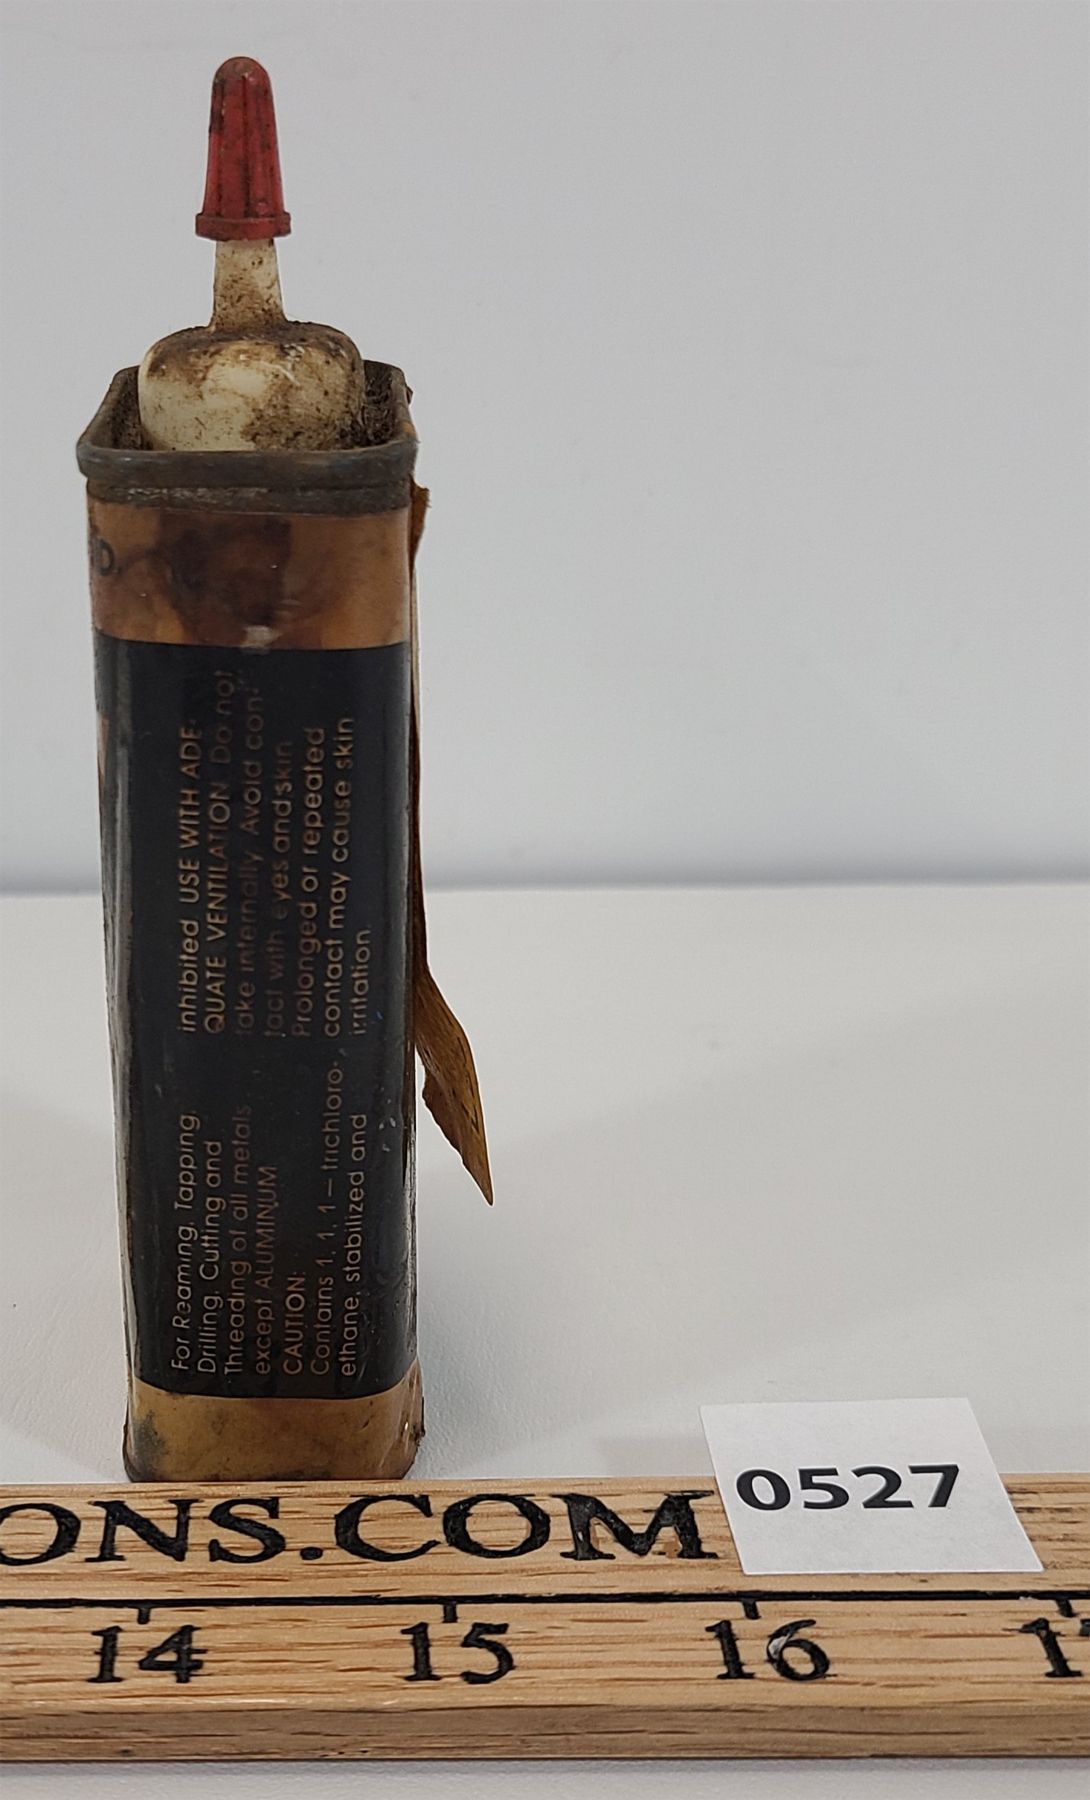 D.
For Reaming, Tapping,
Drilling, Cutting and
Threading of all metals
except ALUMINUM
CAUTION:
Contains 1, 1, 1 – trichloro-
ethane, stabilized and
inhibited USE WITH ADE-
QUATE VENTILATION Do not
take internally Avoid con-
tact with eyes and skin
Prolonged or repeated
contact may cause skin
irritation
ONS.COM
0527
14 15 16